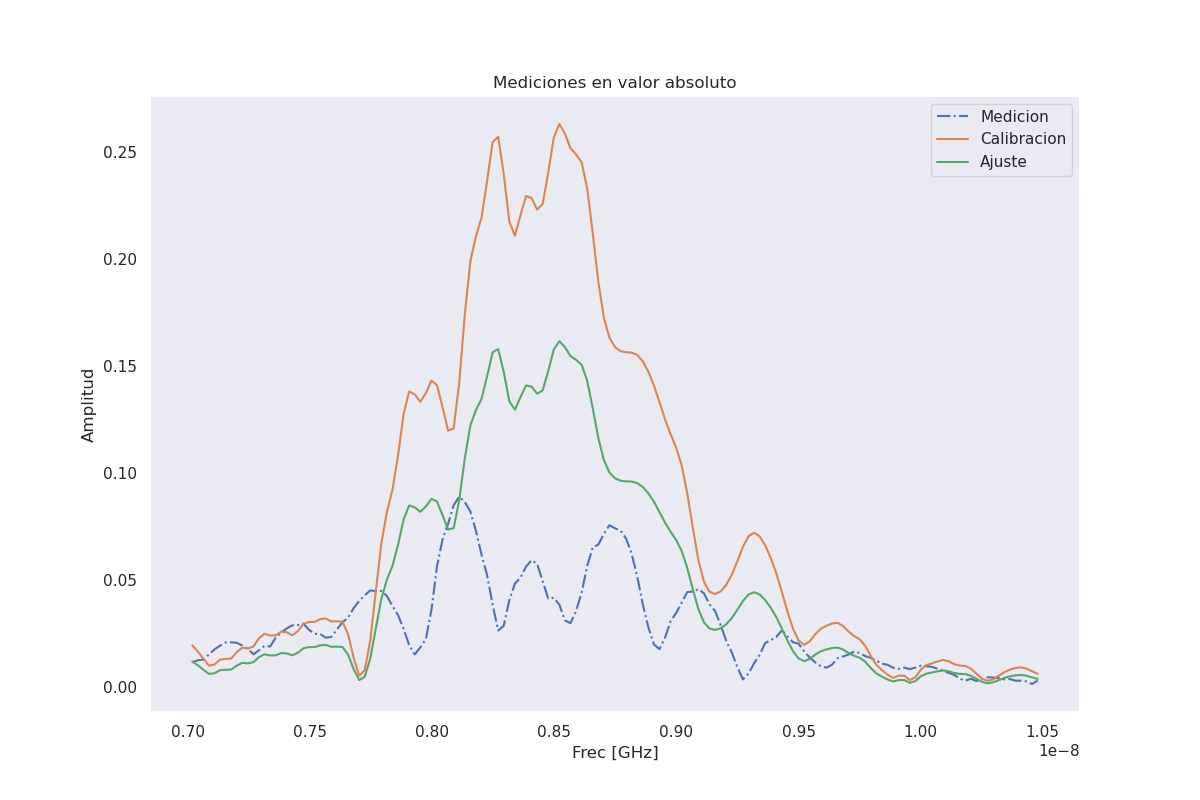 Mediciones en valor absoluto
Medicion
Calibracion
Ajuste
Amplitud
0.25
0.20
0.15
0.10
0.05
0.00
0.70 0.75 0.80 0.85 0.90 0.95 1.00 1.05
1e−8
Frec [GHz]